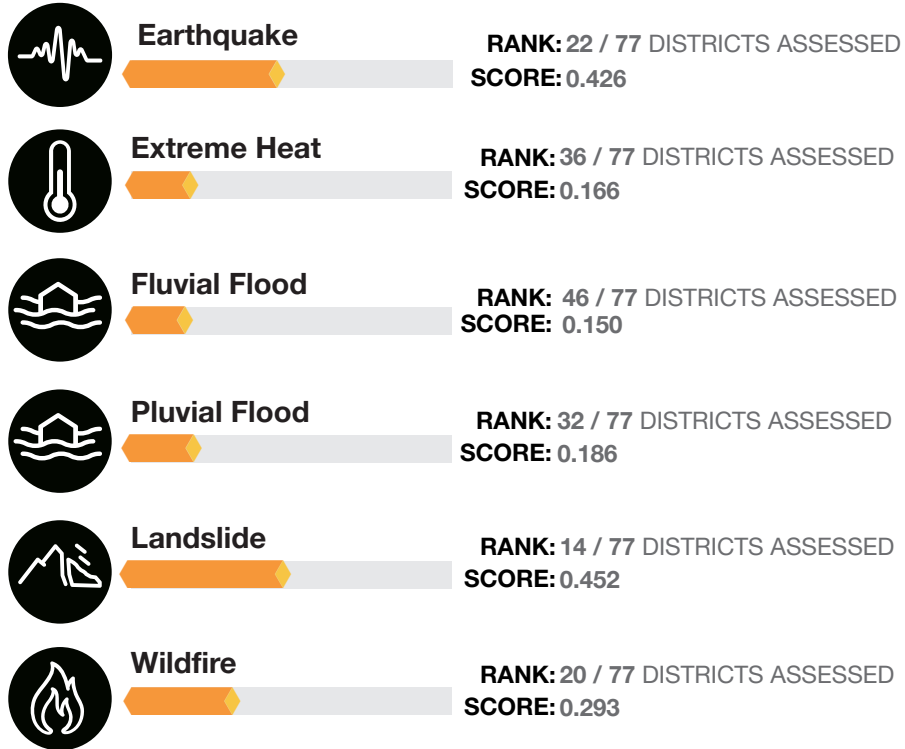 Earthquake
RANK: 22 / 77 DISTRICTS ASSESSED
SCORE: 0.426
Extreme Heat
RANK: 36 / 77 DISTRICTS ASSESSED
SCORE: 0.166
Fluvial Flood
RANK: 46 / 77 DISTRICTS ASSESSED
SCORE: 0.150
Pluvial Flood
RANK: 32 / 77 DISTRICTS ASSESSED
SCORE: 0.186
Landslide
RANK: 14 / 77 DISTRICTS ASSESSED
SCORE: 0.452
Wildfire
RANK: 20 / 77 DISTRICTS ASSESSED
SCORE: 0.293